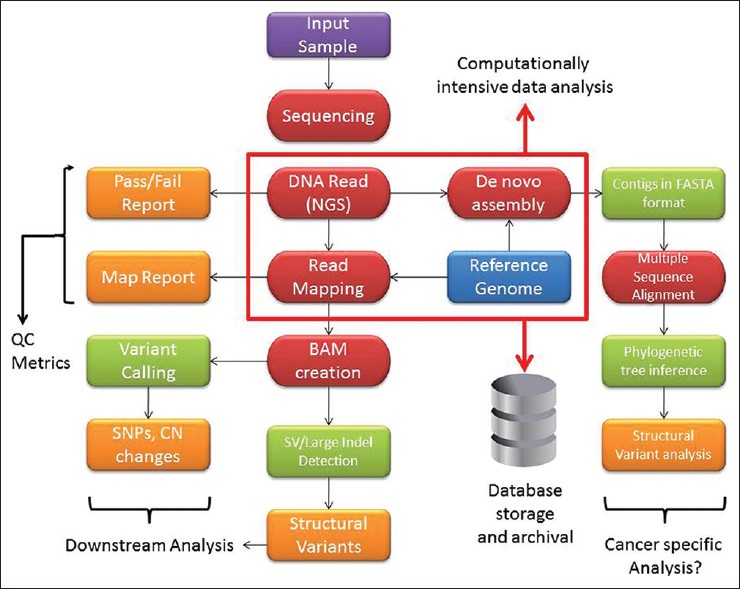 Input
Sample
Computationally
intensive data analysis
Sequencing
Pass/Fail
Report
DNA Read
(NGS)
De novo
assembly
Contigs in FASTA
format
Map Report
Read
Mapping
Reference
Genome
Multiple
Sequence
Alignment
QC
Metrics
Variant
Calling
BAM
creation
Phylogenetic
tree inference
SNPs, CN
changes
SV/Large Indel
Detection
Structural
Variant analysis
Database
storage
and archival
Structural
Variants
Downstream Analysis
Cancer specific
Analysis?